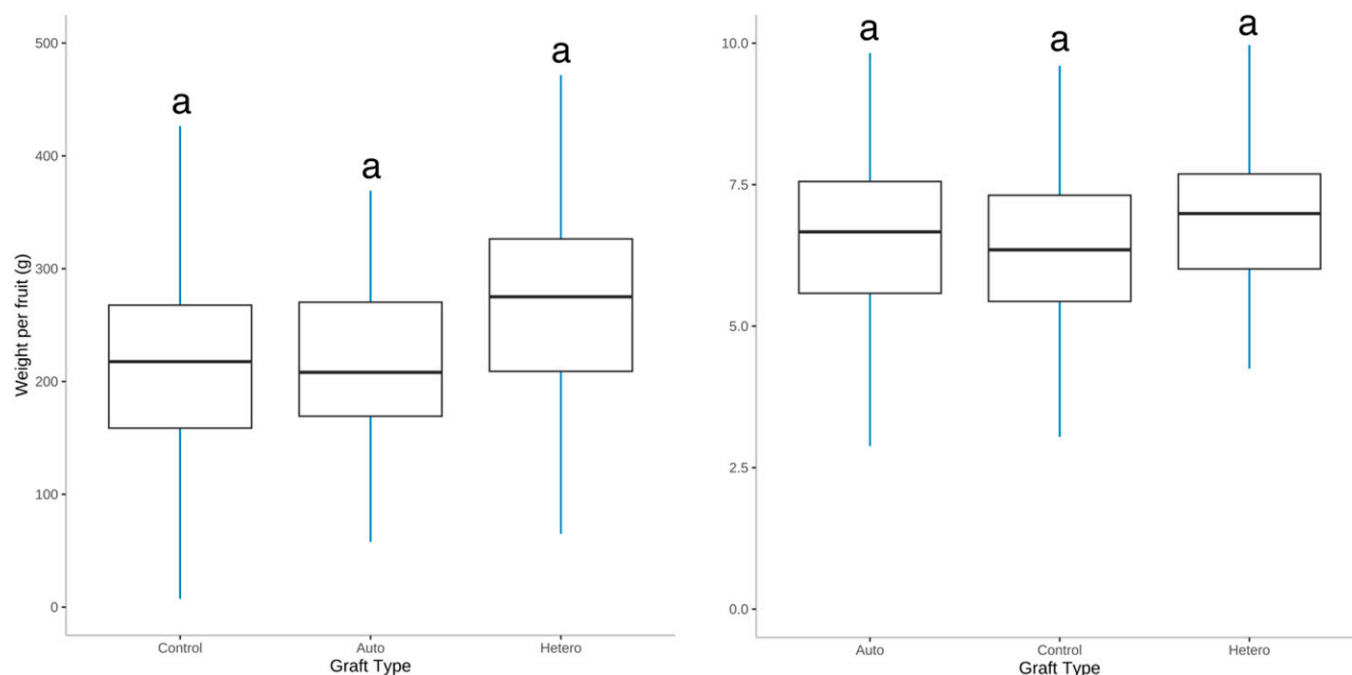 Weight per fruit (g)
500
400
300
200
100
0
a
a
a
Control
Auto
Hetero
Graft Type
10.0
7.5
5.0
2.5
0.0
a
a
a
Auto
Control
Hetero
Graft Type